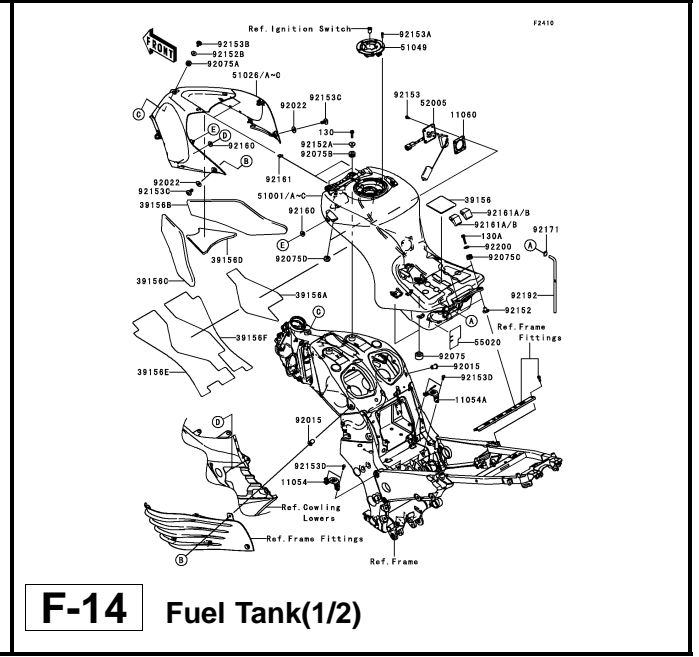 F2410
Ref.Ignition Switch
92153A
51049
FRONT
92153B
92152B
92075A
51026/A~C
92022
92153C
92153
52005
11060
C
130
92152A
92075B
E
D
92160
B
92161
92022
92153C
51001/A~C
39156
39156B
92160
92161A/B
92161A/B
130A
92171
A
92200
92075C
E
39156D
92075D
39156C
39156A
92192
92152
A
C
Ref.Frame
Fittings
39156F
55020
92075
92015
39156E
92153D
11054A
D
92015
92153D
11054
Ref.Cowling
Lowers
Ref.Frame Fittings
B
Ref.Frame
F-14 Fuel Tank(1/2)